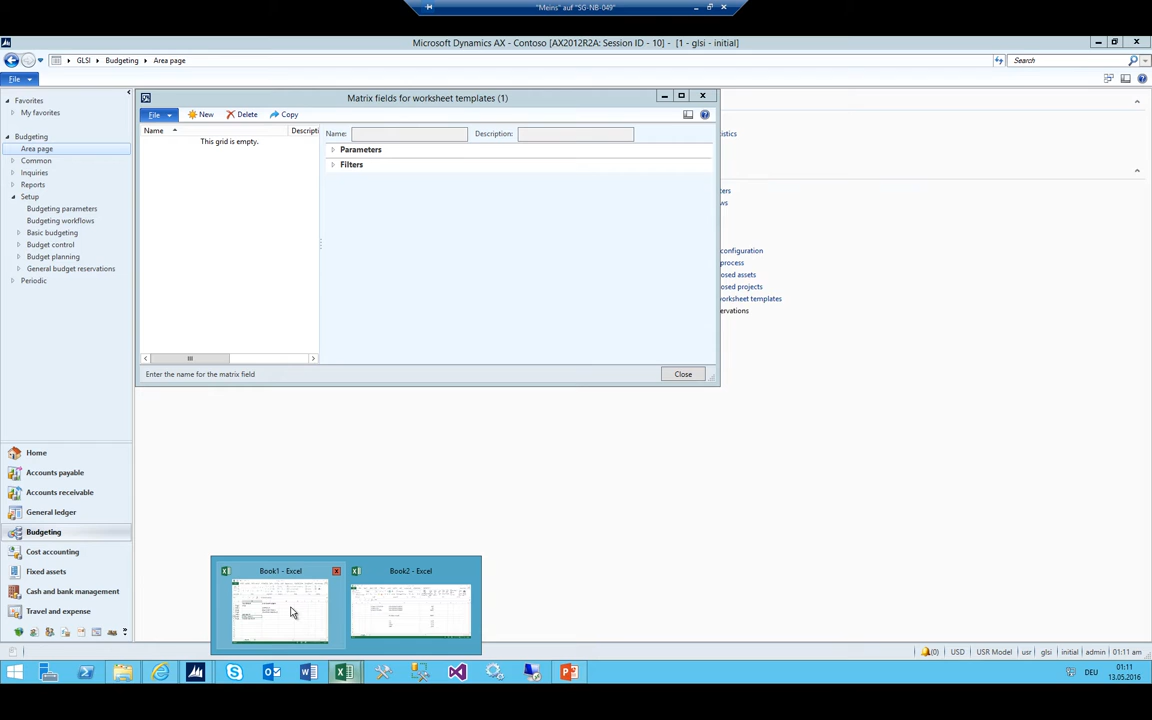 "Meins" auf "SG-NB-049"
Microsoft Dynamics AX - Contoso [AX2012R2A: Session ID - 10] - [1 - glsi - initial]
GLSI
Budgeting
Area page
Search
File
Favorites
My favorites
Budgeting
Area page
Common
Inquiries
Reports
Setup
Budgeting parameters
Budgeting workflows
Basic budgeting
Budget control
Budget planning
General budget reservations
Periodic
Matrix fields for worksheet templates (1)
File
New
Delete
Copy
Name
Descripti
This grid is empty.
Name:
Description:
Parameters
Filters
Enter the name for the matrix field
Close
tistics
ters
ws
configuration
process
osed assets
osed projects
orksheet templates
ervations
Home
Accounts payable
Accounts receivable
General ledger
Budgeting
Cost accounting
Fixed assets
Cash and bank management
Travel and expense
Book1 - Excel
Book2 - Excel
(0)
USD
USR Model
usr
glsi
initial
admin
01:11 am
DEU
01:11
13.05.2016